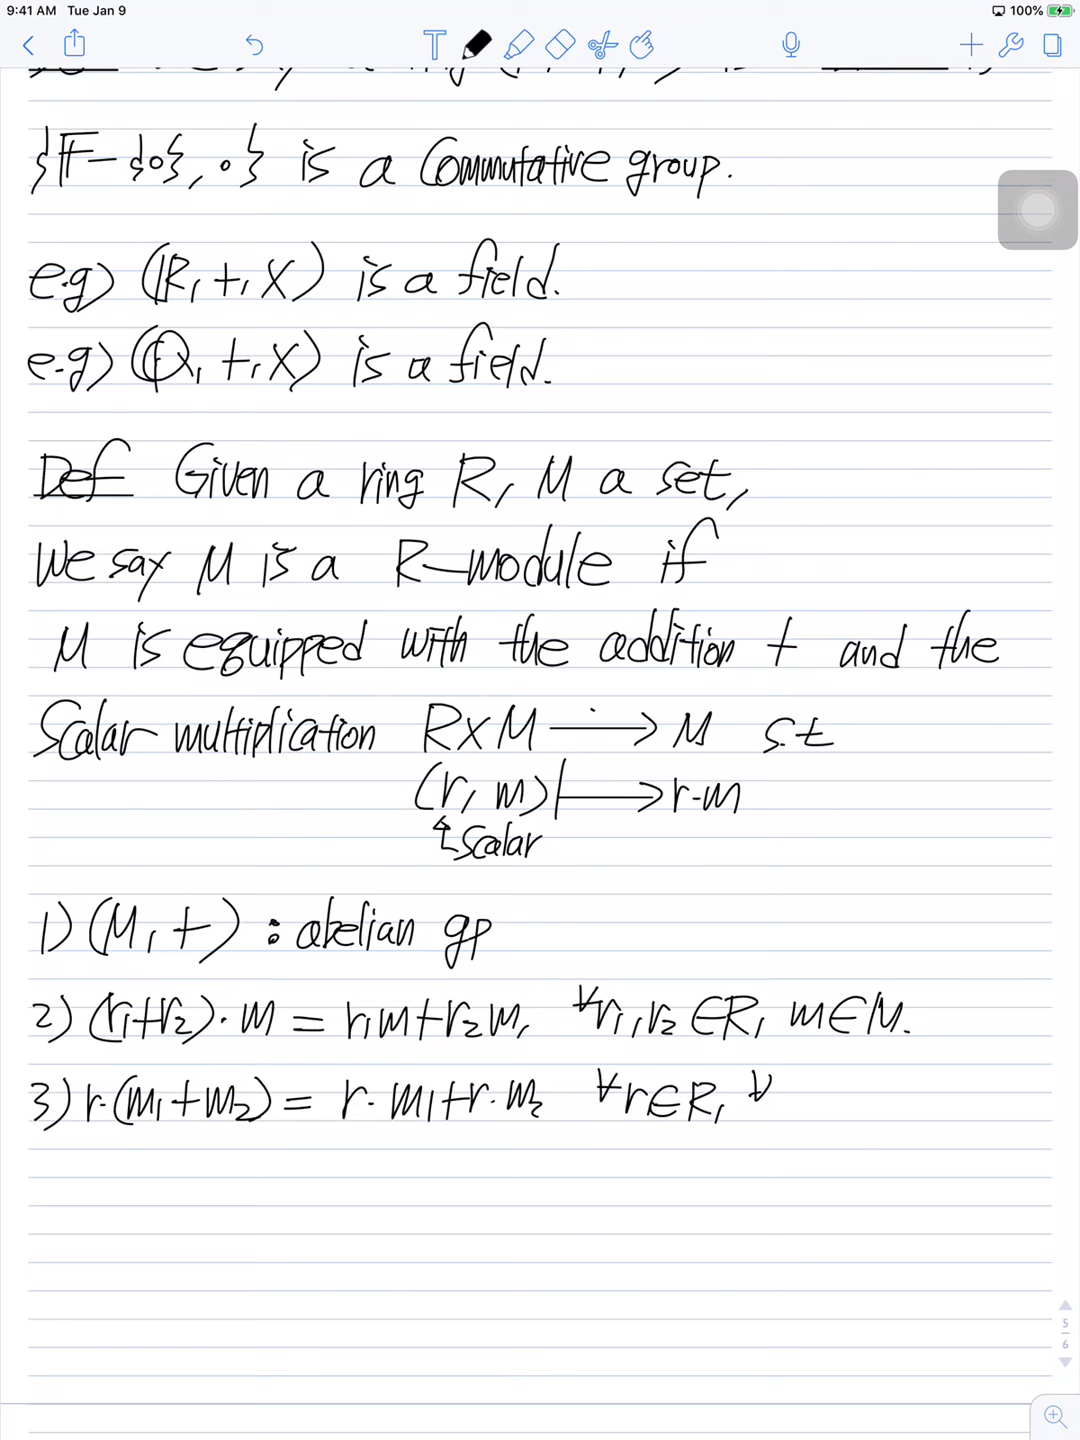 9:41 AM Tue Jan 9 100%
T
{𝔽-{0}, ∘} is a Commutative group.
e.g) (ℝ, +, ×) is a field.
e.g) (ℚ, +, ×) is a field.
Def Given a ring R, M a set,
We say M is a R-module if
M is equipped with the addition + and the
Scalar multiplication R×M ⟶ M s.t
(r, m) ⟼ r·m
↑Scalar
1) (M, +) : abelian gp
2) (r₁+r₂)·m = r₁m+r₂m, ∀r₁, r₂ ∈R, m∈M.
3) r·(m₁+m₂) = r·m₁+r·m₂ ∀r∈R, ∀
5
6